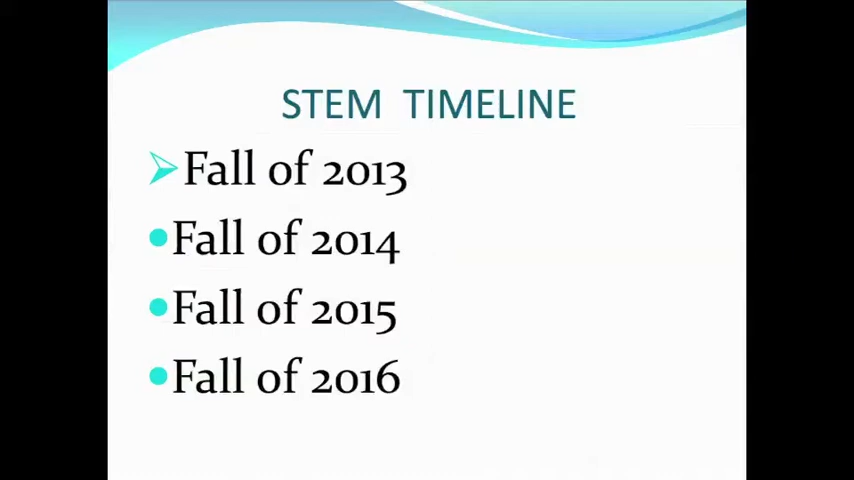 STEM TIMELINE
Fall of 2013
Fall of 2014
Fall of 2015
Fall of 2016